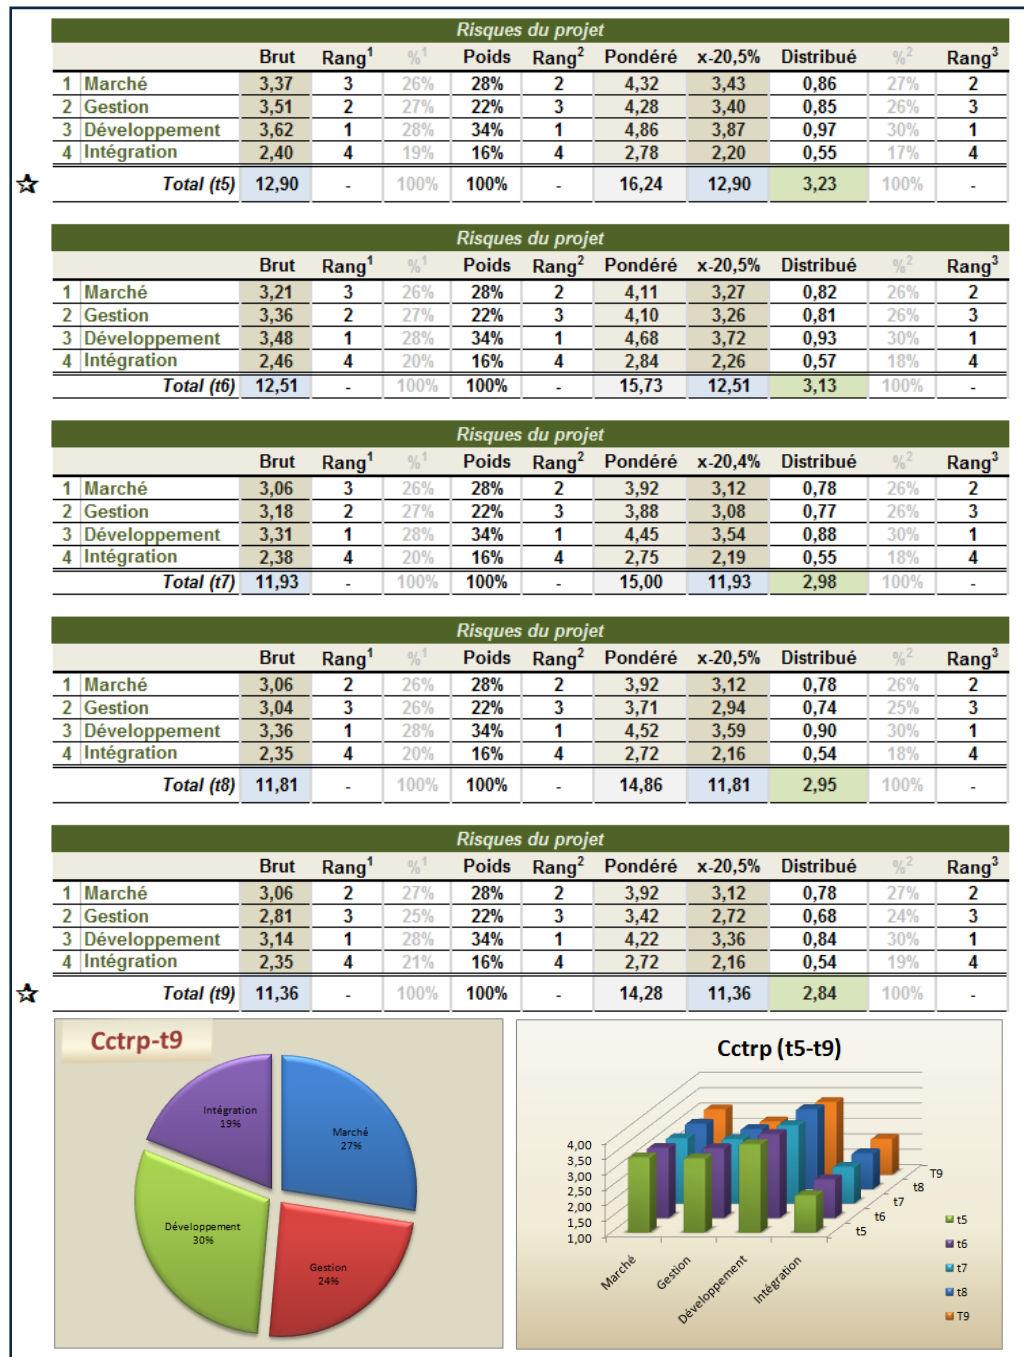 Risques du projet
Brut Rang1 %1 Poids Rang2 Pondéré x-20,5% Distribué %2 Rang3
1 Marché 3,37 3 26% 28% 2 4,32 3,43 0,86 27% 2
2 Gestion 3,51 2 27% 22% 3 4,28 3,40 0,85 26% 3
3 Développement 3,62 1 28% 34% 1 4,86 3,87 0,97 30% 1
4 Intégration 2,40 4 19% 16% 4 2,78 2,20 0,55 17% 4
Total (t5) 12,90 - 100% 100% - 16,24 12,90 3,23 100% -
Risques du projet
Brut Rang1 %1 Poids Rang2 Pondéré x-20,5% Distribué %2 Rang3
1 Marché 3,21 3 26% 28% 2 4,11 3,27 0,82 26% 2
2 Gestion 3,36 2 27% 22% 3 4,10 3,26 0,81 26% 3
3 Développement 3,48 1 28% 34% 1 4,68 3,72 0,93 30% 1
4 Intégration 2,46 4 20% 16% 4 2,84 2,26 0,57 18% 4
Total (t6) 12,51 - 100% 100% - 15,73 12,51 3,13 100% -
Risques du projet
Brut Rang1 %1 Poids Rang2 Pondéré x-20,4% Distribué %2 Rang3
1 Marché 3,06 3 26% 28% 2 3,92 3,12 0,78 26% 2
2 Gestion 3,18 2 27% 22% 3 3,88 3,08 0,77 26% 3
3 Développement 3,31 1 28% 34% 1 4,45 3,54 0,88 30% 1
4 Intégration 2,38 4 20% 16% 4 2,75 2,19 0,55 18% 4
Total (t7) 11,93 - 100% 100% - 15,00 11,93 2,98 100% -
Risques du projet
Brut Rang1 %1 Poids Rang2 Pondéré x-20,5% Distribué %2 Rang3
1 Marché 3,06 2 26% 28% 2 3,92 3,12 0,78 26% 2
2 Gestion 3,04 3 26% 22% 3 3,71 2,94 0,74 25% 3
3 Développement 3,36 1 28% 34% 1 4,52 3,59 0,90 30% 1
4 Intégration 2,35 4 20% 16% 4 2,72 2,16 0,54 18% 4
Total (t8) 11,81 - 100% 100% - 14,86 11,81 2,95 100% -
Risques du projet
Brut Rang1 %1 Poids Rang2 Pondéré x-20,5% Distribué %2 Rang3
1 Marché 3,06 2 27% 28% 2 3,92 3,12 0,78 27% 2
2 Gestion 2,81 3 25% 22% 3 3,42 2,72 0,68 24% 3
3 Développement 3,14 1 28% 34% 1 4,22 3,36 0,84 30% 1
4 Intégration 2,35 4 21% 16% 4 2,72 2,16 0,54 19% 4
Total (t9) 11,36 - 100% 100% - 14,28 11,36 2,84 100% -
Cctrp-t9
Intégration
19%
Marché
27%
Développement
30%
Gestion
24%
Cctrp (t5-t9)
4,00
3,50
3,00
2,50
2,00
1,50
1,00
Marché
Gestion
Développement
Intégration
t5
t6
t7
t8
T9
t5
t6
t7
t8
T9